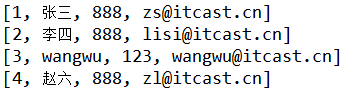 [1, 张三, 888, zs@itcast.cn]
[2, 李四, 888, lisi@itcast.cn]
[3, wangwu, 123, wangwu@itcast.cn]
[4, 赵六, 888, zl@itcast.cn]